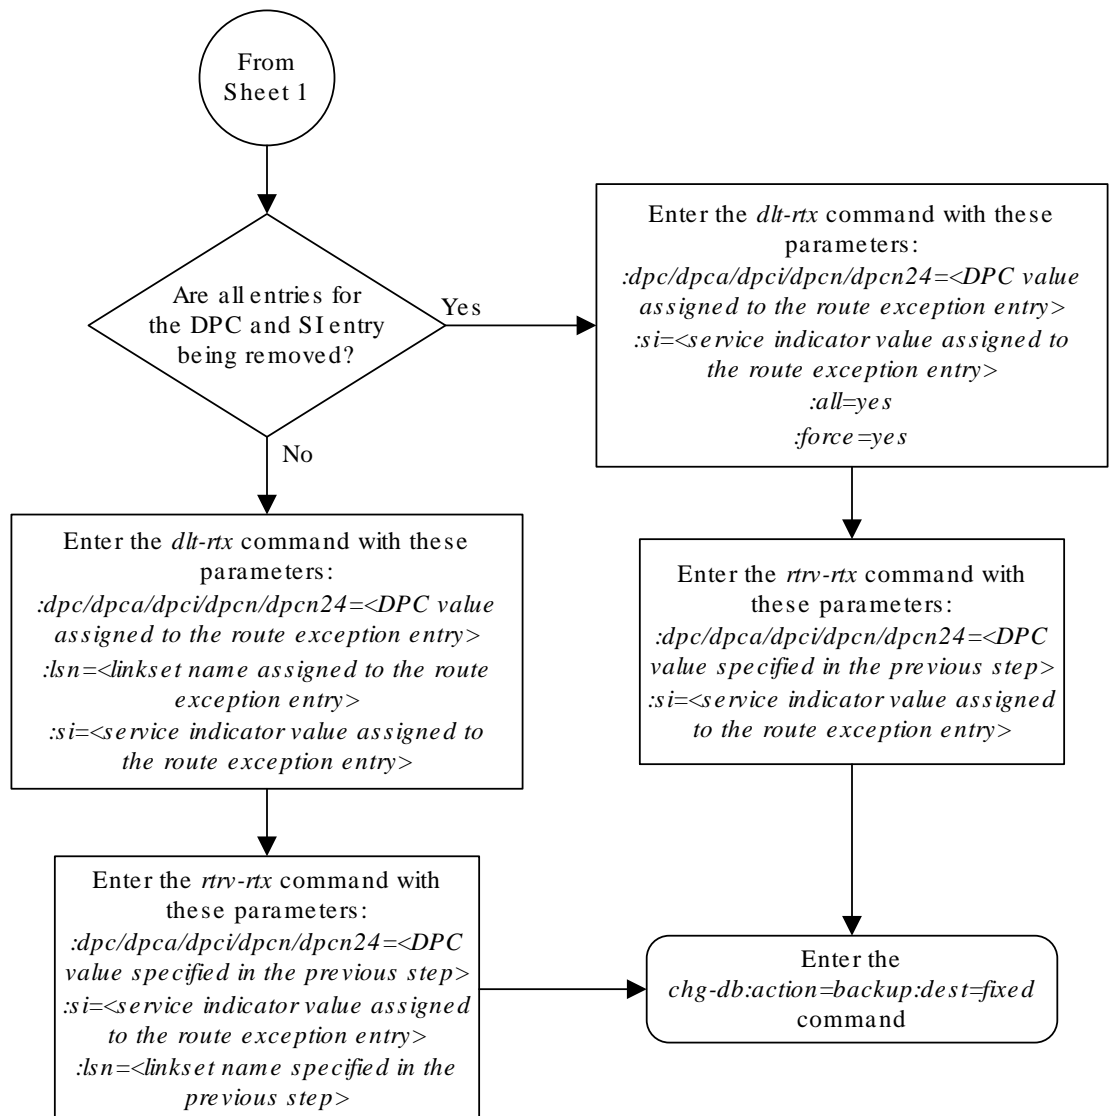 From
Sheet 1
Are all entries for
the DPC and SI entry
being removed?
Yes
No
Enter the dlt-rtx command with these
parameters:
:dpc/dpca/dpci/dpcn/dpcn24=<DPC value
assigned to the route exception entry>
:si=<service indicator value assigned to
the route exception entry>
:all=yes
:force=yes
Enter the dlt-rtx command with these
parameters:
:dpc/dpca/dpci/dpcn/dpcn24=<DPC value
assigned to the route exception entry>
:lsn=<linkset name assigned to the route
exception entry>
:si=<service indicator value assigned to
the route exception entry>
Enter the rtrv-rtx command with
these parameters:
:dpc/dpca/dpci/dpcn/dpcn24=<DPC
value specified in the previous step>
:si=<service indicator value assigned
to the route exception entry>
Enter the rtrv-rtx command with
these parameters:
:dpc/dpca/dpci/dpcn/dpcn24=<DPC
value specified in the previous step>
:si=<service indicator value assigned
to the route exception entry>
:lsn=<linkset name specified in the
previous step>
Enter the
chg-db:action=backup:dest=fixed
command